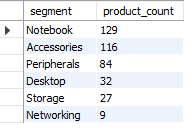 segment product_count
Notebook 129
Accessories 116
Peripherals 84
Desktop 32
Storage 27
Networking 9